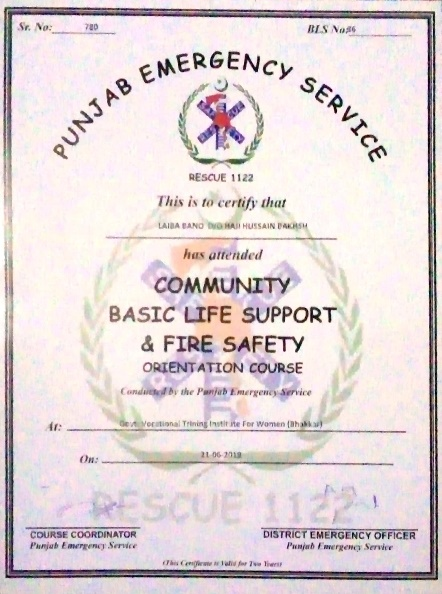 Sr. No: 780
BLS No: 86
PUNJAB EMERGENCY SERVICE
RESCUE 1122
This is to certify that
LAIBA BANO D/O HAJI HUSSAIN BAKHSH
has attended
COMMUNITY
BASIC LIFE SUPPORT
& FIRE SAFETY
ORIENTATION COURSE
Conducted by the Punjab Emergency Service
At: Govt. Vocational Trining Institute For Women (Bhakkar)
On: 21-06-2018
RESCUE 1122
COURSE COORDINATOR
Punjab Emergency Service
DISTRICT EMERGENCY OFFICER
Punjab Emergency Service
(This Certificate is Valid for Two Years)